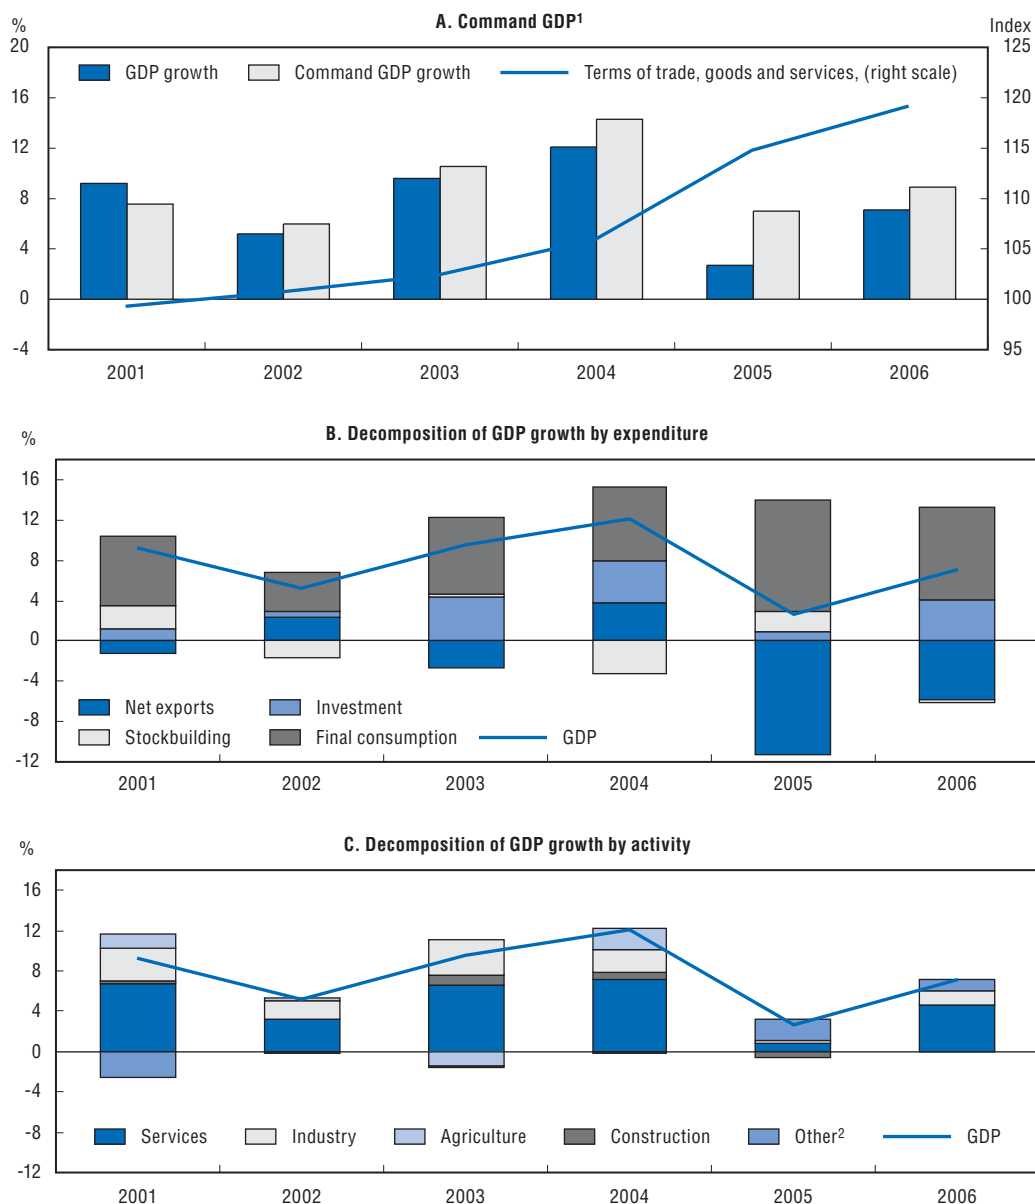 A. Command GDP¹
% Index
20 125
GDP growth Command GDP growth Terms of trade, goods and services, (right scale)
16 120
12 115
8 110
4 105
0 100
-4 95
2001 2002 2003 2004 2005 2006
B. Decomposition of GDP growth by expenditure
%
16
12
8
4
0
-4
Net exports Investment
-8
Stockbuilding Final consumption GDP
-12
2001 2002 2003 2004 2005 2006
C. Decomposition of GDP growth by activity
%
16
12
8
4
0
-4
-8
Services Industry Agriculture Construction Other² GDP
-12
2001 2002 2003 2004 2005 2006